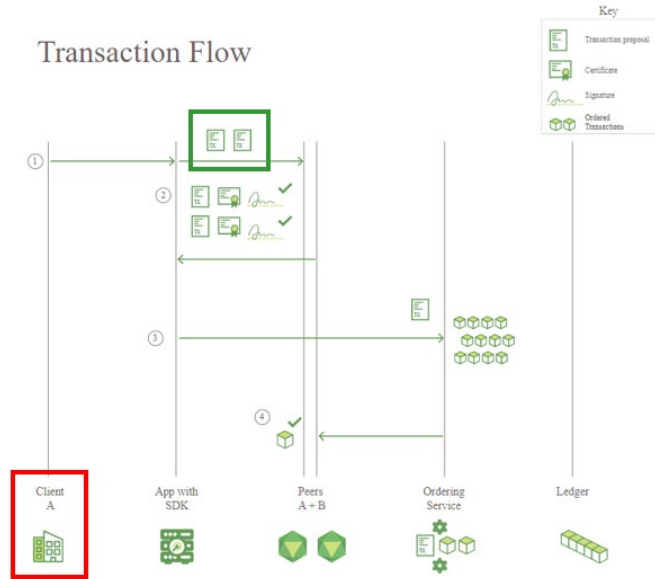 Key
Transaction proposal
Certificate
Signature
Ordered
Transactions
Transaction Flow
1
2
3
4
Client
A
App with
SDK
Peers
A + B
Ordering
Service
Ledger